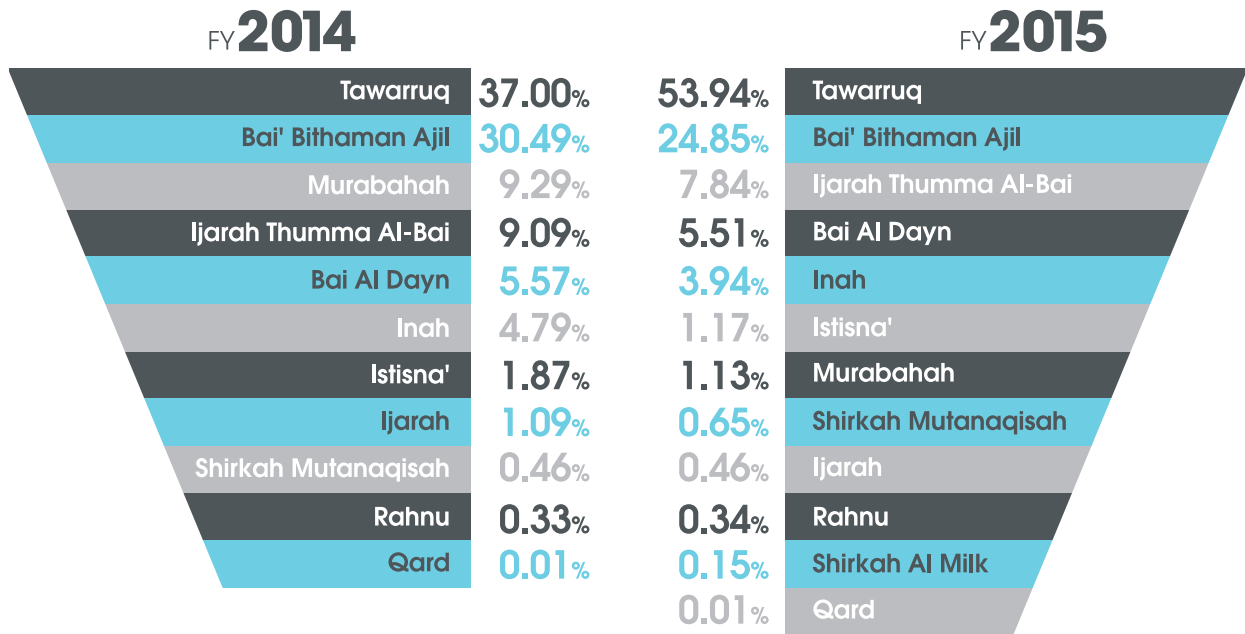 FY 2014
Tawarruq 37.00%
Bai' Bithaman Ajil 30.49%
Murabahah 9.29%
Ijarah Thumma Al-Bai 9.09%
Bai Al Dayn 5.57%
Inah 4.79%
Istisna' 1.87%
Ijarah 1.09%
Shirkah Mutanaqisah 0.46%
Rahnu 0.33%
Qard 0.01%
FY 2015
53.94% Tawarruq
24.85% Bai' Bithaman Ajil
7.84% Ijarah Thumma Al-Bai
5.51% Bai Al Dayn
3.94% Inah
1.17% Istisna'
1.13% Murabahah
0.65% Shirkah Mutanaqisah
0.46% Ijarah
0.34% Rahnu
0.15% Shirkah Al Milk
0.01% Qard